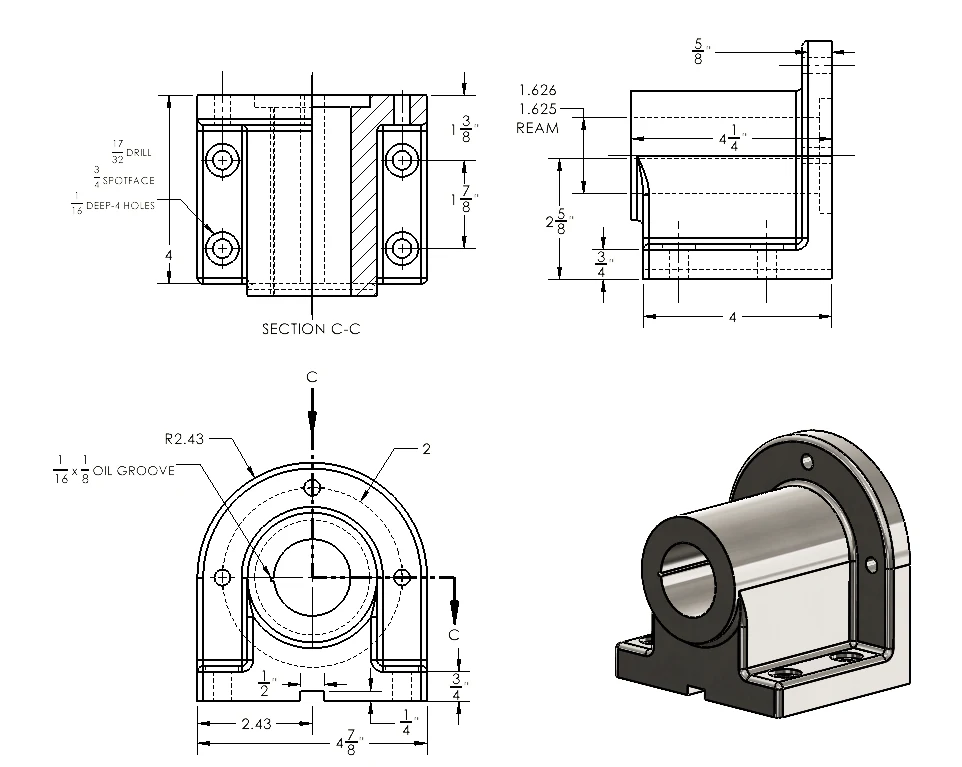 5/8"
1.626
1.625
REAM
4 1/4"
1 3/8"
17/32 DRILL
3/4 SPOTFACE
1/16 DEEP-4 HOLES
1 7/8"
4
2 5/8"
3/4"
4
SECTION C-C
C
R2.43
2
1/16 x 1/8 OIL GROOVE
C
1/2"
3/4"
2.43
1/4"
4 7/8"